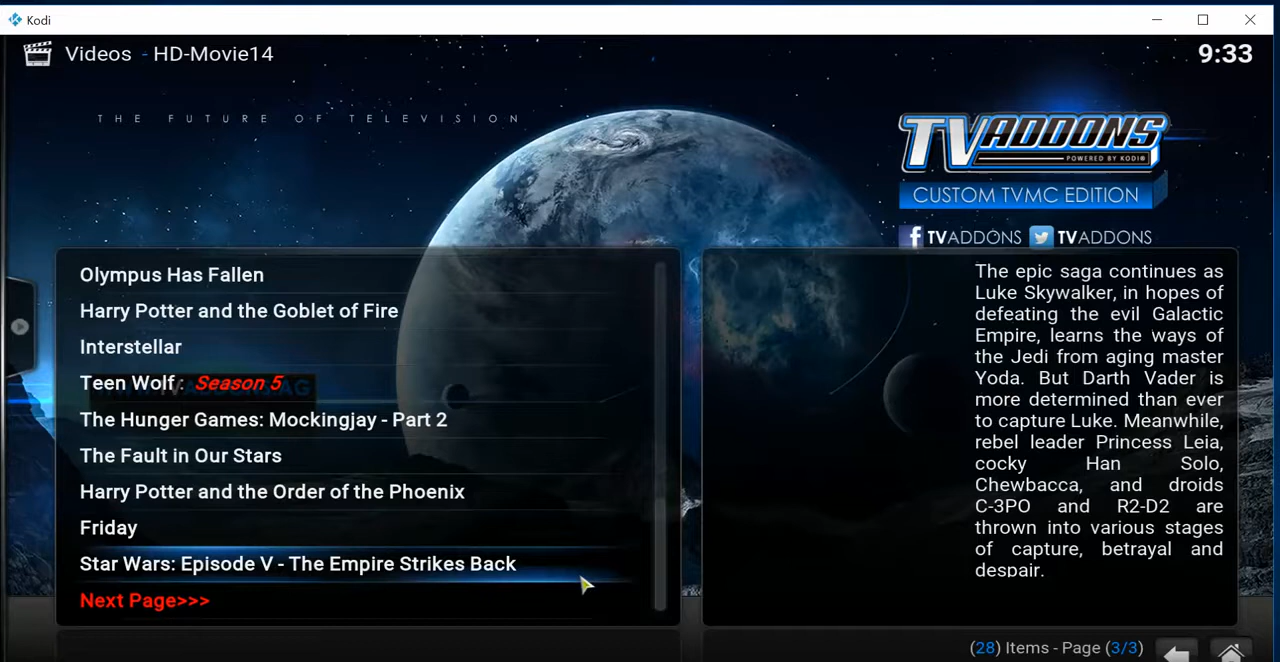 Kodi
Videos - HD-Movie14
9:33
THE FUTURE OF TELEVISION
TVADDONS
POWERED BY KODI®
CUSTOM TVMC EDITION
f TVADDONS TVADDONS
Olympus Has Fallen
Harry Potter and the Goblet of Fire
Interstellar
Teen Wolf : Season 5
The Hunger Games: Mockingjay - Part 2
The Fault in Our Stars
Harry Potter and the Order of the Phoenix
Friday
Star Wars: Episode V - The Empire Strikes Back
Next Page>>>
The epic saga continues as
Luke Skywalker, in hopes of
defeating the evil Galactic
Empire, learns the ways of
the Jedi from aging master
Yoda. But Darth Vader is
more determined than ever
to capture Luke. Meanwhile,
rebel leader Princess Leia,
cocky Han Solo,
Chewbacca, and droids
C-3PO and R2-D2 are
thrown into various stages
of capture, betrayal and
despair.
(28) Items - Page (3/3)